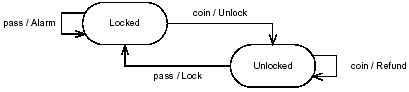 coin / Unlock
pass / Alarm
Locked
Unlocked
coin / Refund
pass / Lock